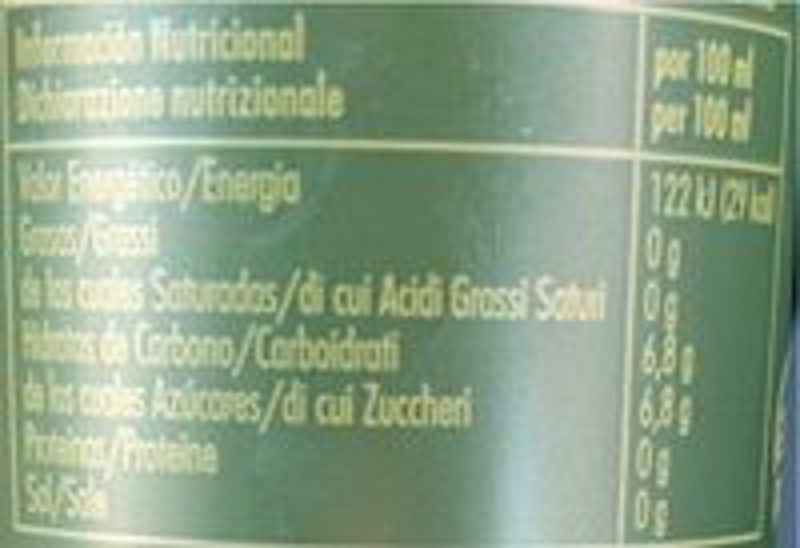 Información Nutricional por 100 ml
Dichiarazione nutrizionale per 100 ml
Valor Energético/Energia 122 kJ (29 kcal
Grasas/Grassi 0 g
de las cuales Saturadas/di cui Acidi Grassi Saturi 0 g
Hidratos de Carbono/Carboidrati 6,8 g
de los cuales Azúcares/di cui Zuccheri 6,8 g
Proteínas/Proteine 0 g
Sal/Sale 0 g